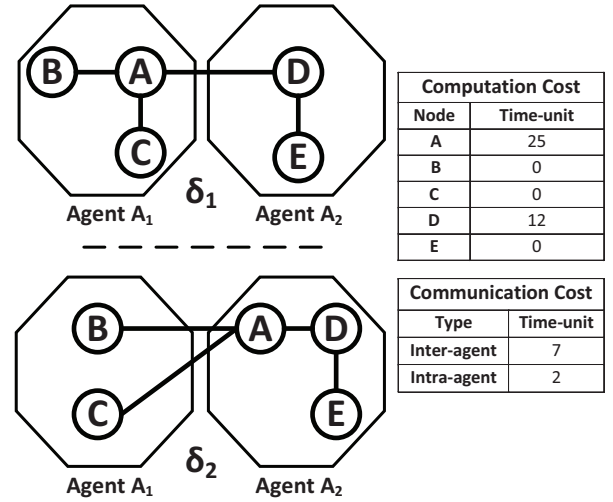 B A D
C E
δ1
Agent A1 Agent A2
B A D
C E
δ2
Agent A1 Agent A2
Computation Cost
Node Time-unit
A 25
B 0
C 0
D 12
E 0
Communication Cost
Type Time-unit
Inter-agent 7
Intra-agent 2